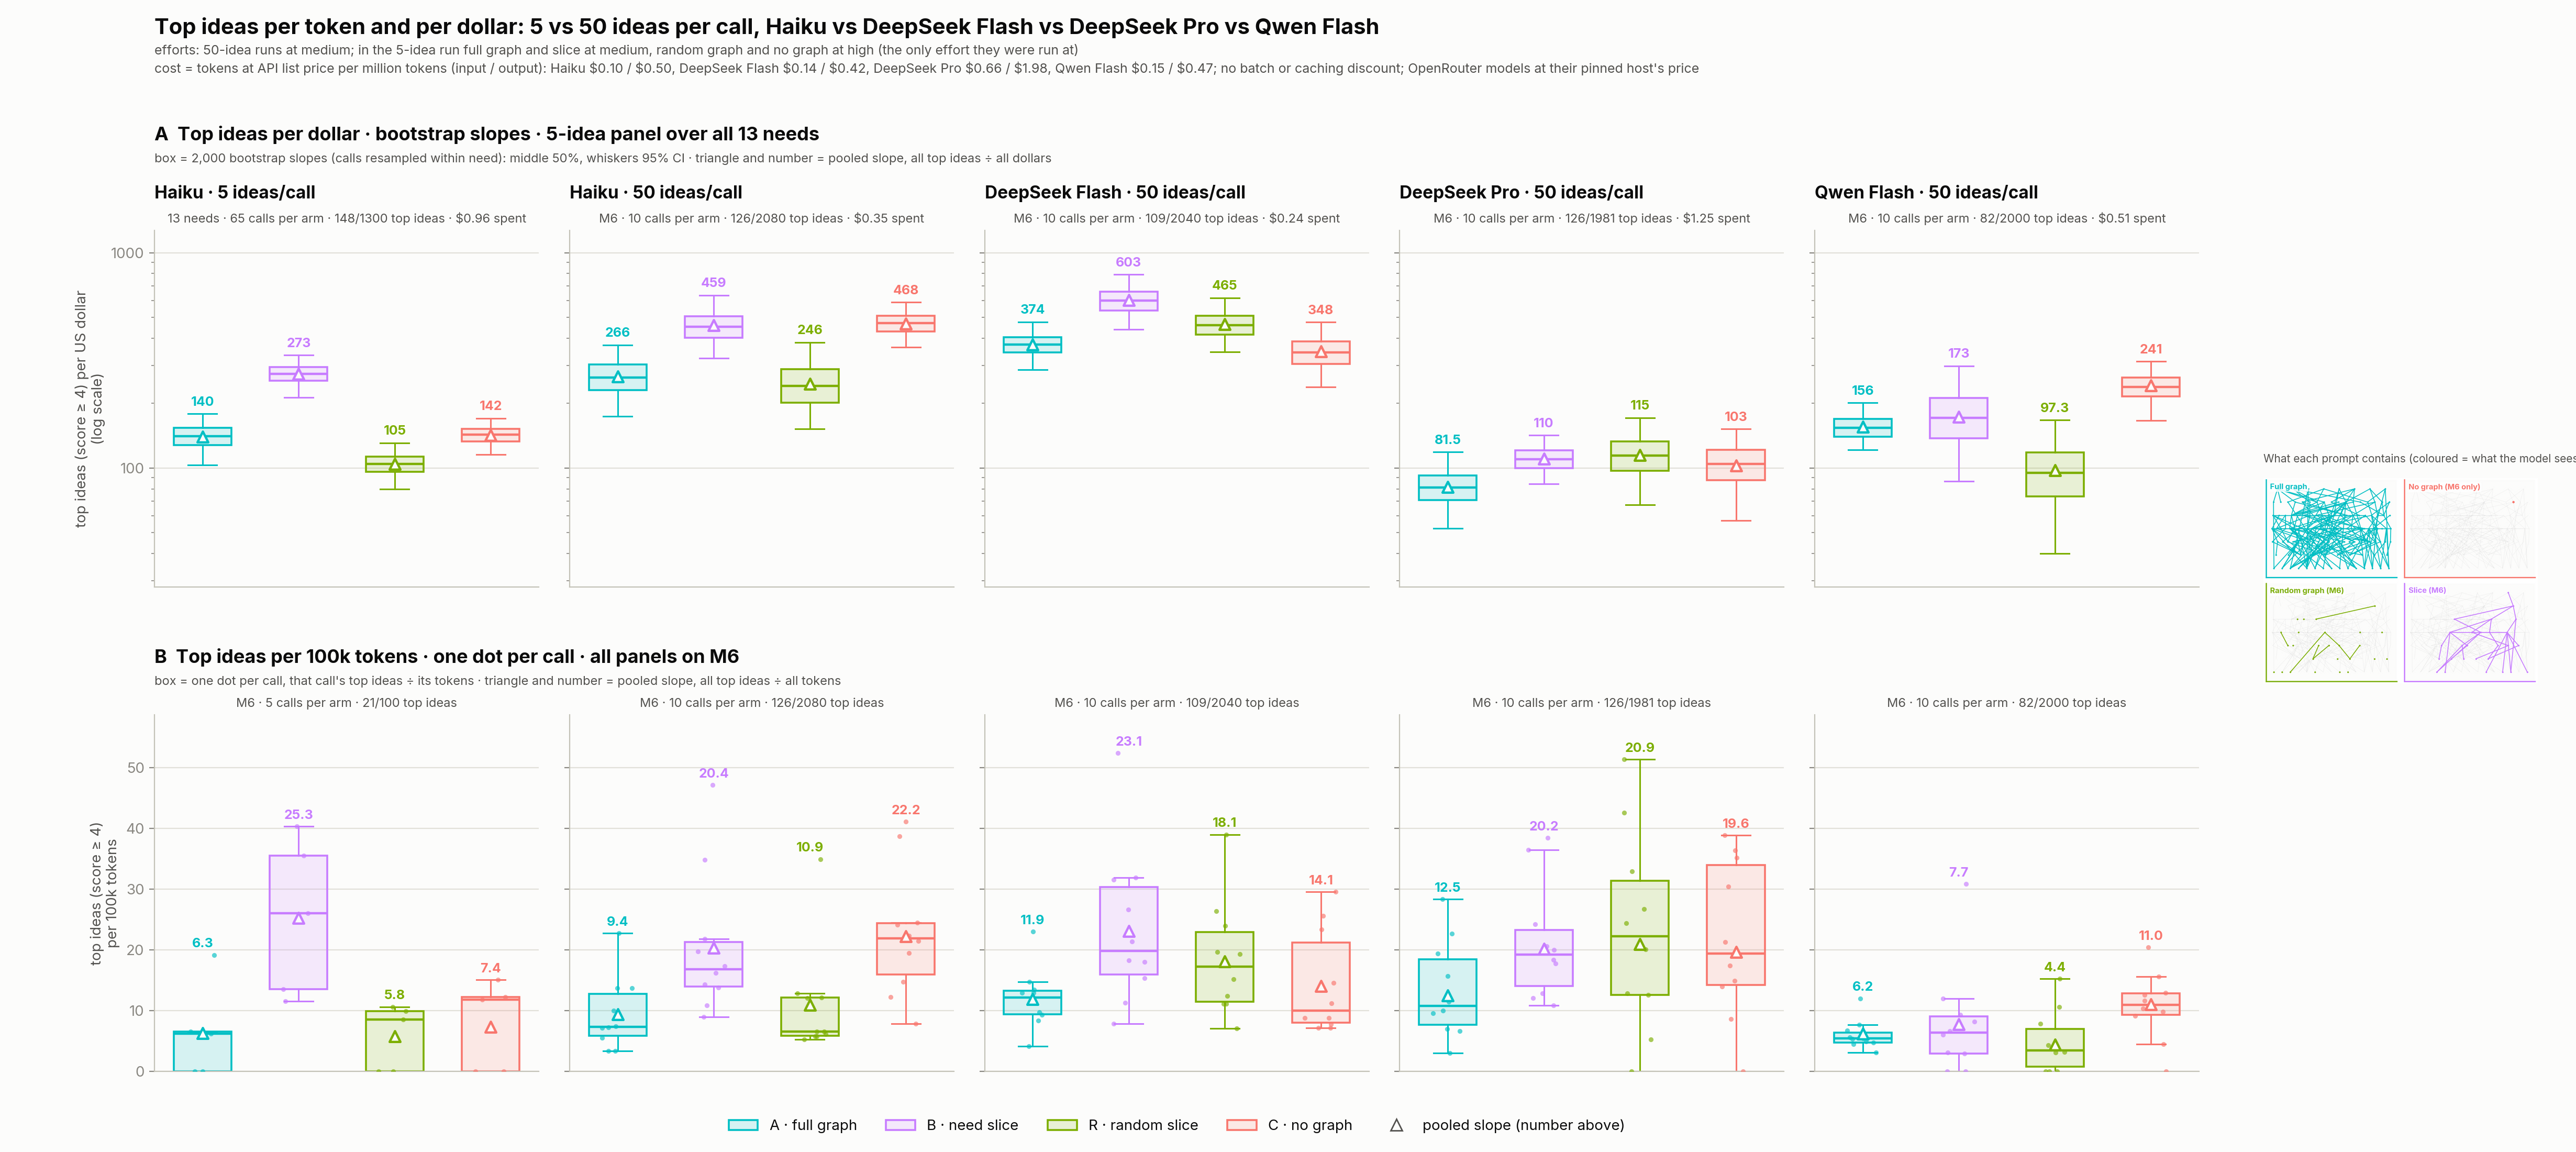 Top ideas per token and per dollar: 5 vs 50 ideas per call, Haiku vs DeepSeek Flash vs DeepSeek Pro vs Qwen Flash
efforts: 50-idea runs at medium; in the 5-idea run full graph and slice at medium, random graph and no graph at high (the only effort they were run at)
cost = tokens at API list price per million tokens (input / output): Haiku $0.10 / $0.50, DeepSeek Flash $0.14 / $0.42, DeepSeek Pro $0.66 / $1.98, Qwen Flash $0.15 / $0.47; no batch or caching discount; OpenRouter models at their pinned host's price
A Top ideas per dollar · bootstrap slopes · 5-idea panel over all 13 needs
box = 2,000 bootstrap slopes (calls resampled within need): middle 50%, whiskers 95% CI · triangle and number = pooled slope, all top ideas ÷ all dollars
Haiku · 5 ideas/call
13 needs · 65 calls per arm · 148/1300 top ideas · $0.96 spent
Haiku · 50 ideas/call
M6 · 10 calls per arm · 126/2080 top ideas · $0.35 spent
DeepSeek Flash · 50 ideas/call
M6 · 10 calls per arm · 109/2040 top ideas · $0.24 spent
DeepSeek Pro · 50 ideas/call
M6 · 10 calls per arm · 126/1981 top ideas · $1.25 spent
Qwen Flash · 50 ideas/call
M6 · 10 calls per arm · 82/2000 top ideas · $0.51 spent
top ideas (score ≥ 4) per US dollar
(log scale)
1000
100
140
273
105
142
266
459
246
468
374
603
465
348
81.5
110
115
103
156
173
97.3
241
What each prompt contains (coloured = what the model sees
Full graph
No graph (M6 only)
Random graph (M6)
Slice (M6)
B Top ideas per 100k tokens · one dot per call · all panels on M6
box = one dot per call, that call's top ideas ÷ its tokens · triangle and number = pooled slope, all top ideas ÷ all tokens
M6 · 5 calls per arm · 21/100 top ideas
M6 · 10 calls per arm · 126/2080 top ideas
M6 · 10 calls per arm · 109/2040 top ideas
M6 · 10 calls per arm · 126/1981 top ideas
M6 · 10 calls per arm · 82/2000 top ideas
top ideas (score ≥ 4)
per 100k tokens
50
40
30
20
10
0
6.3
25.3
5.8
7.4
9.4
20.4
10.9
22.2
11.9
23.1
18.1
14.1
12.5
20.2
20.9
19.6
6.2
7.7
4.4
11.0
A · full graph
B · need slice
R · random slice
C · no graph
pooled slope (number above)